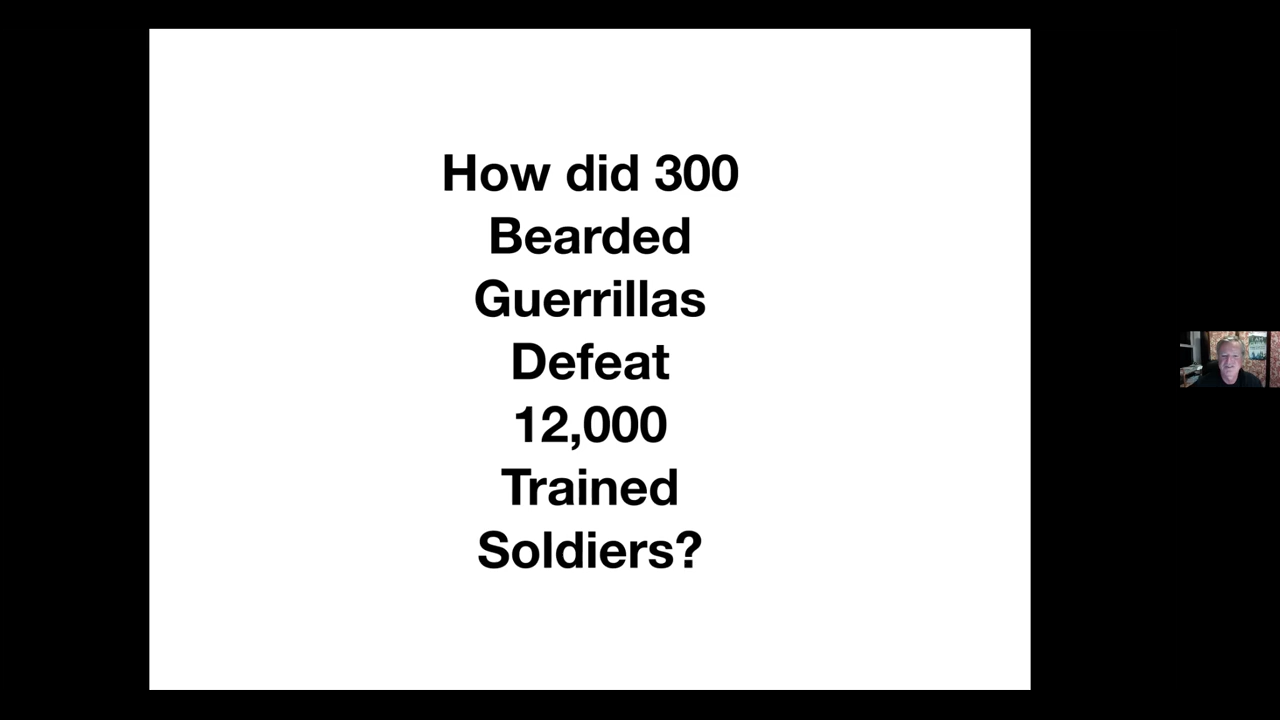 How did 300
Bearded
Guerrillas
Defeat
12,000
Trained
Soldiers?